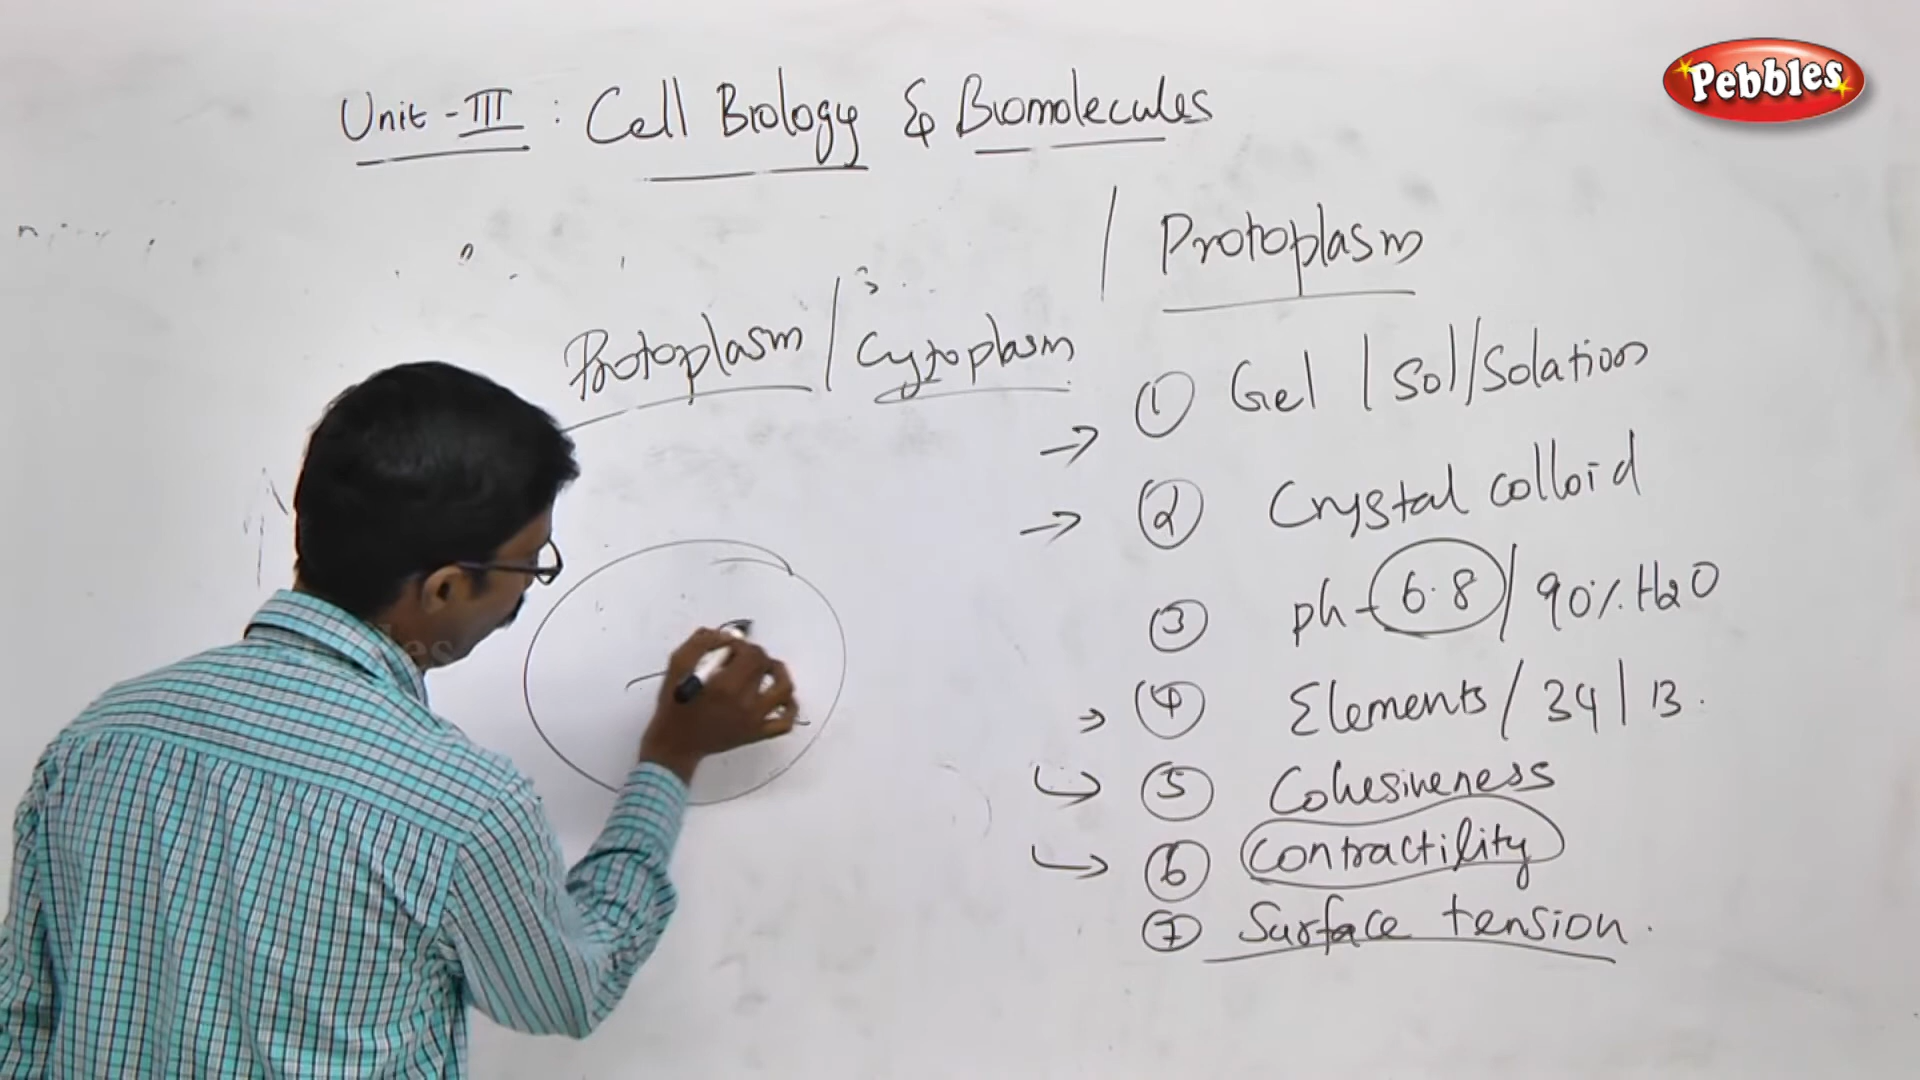 Pebbles
Unit - III : Cell Biology & Biomolecules
Protoplasm / Cytoplasm
/ Protoplasm
① Gel / Sol/Solation
→ ② Crystal colloid
→ ③ ph - 6.8 / 90% H2O
→ ④ Elements / 34 / 13.
⑤ Cohesiveness
⑥ Contractility
⑦ Surface tension.